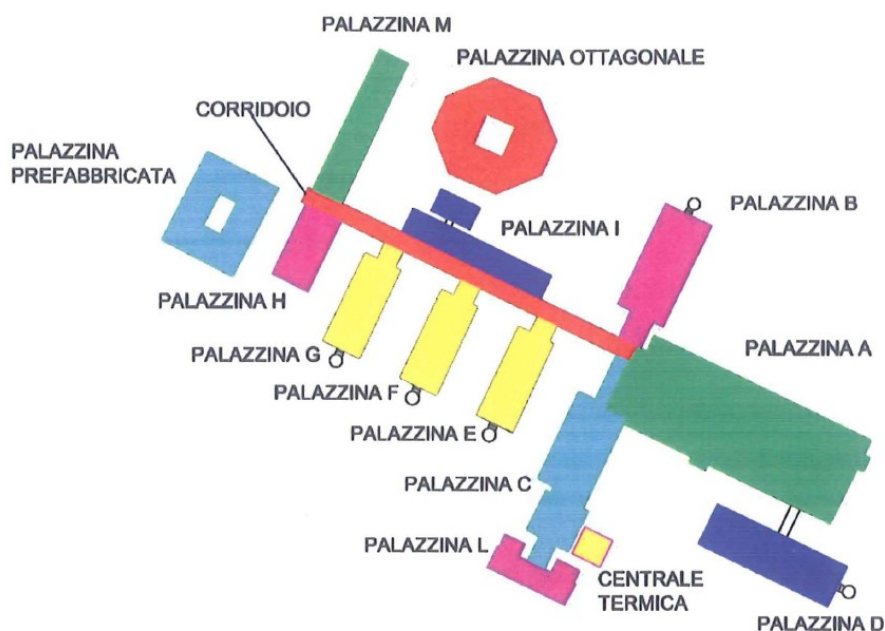 PALAZZINA M
PALAZZINA OTTAGONALE
CORRIDOIO
PALAZZINA
PREFABBRICATA
PALAZZINA B
PALAZZINA I
PALAZZINA H
PALAZZINA G
PALAZZINA A
PALAZZINA F
PALAZZINA E
PALAZZINA C
PALAZZINA L
CENTRALE
TERMICA
PALAZZINA D